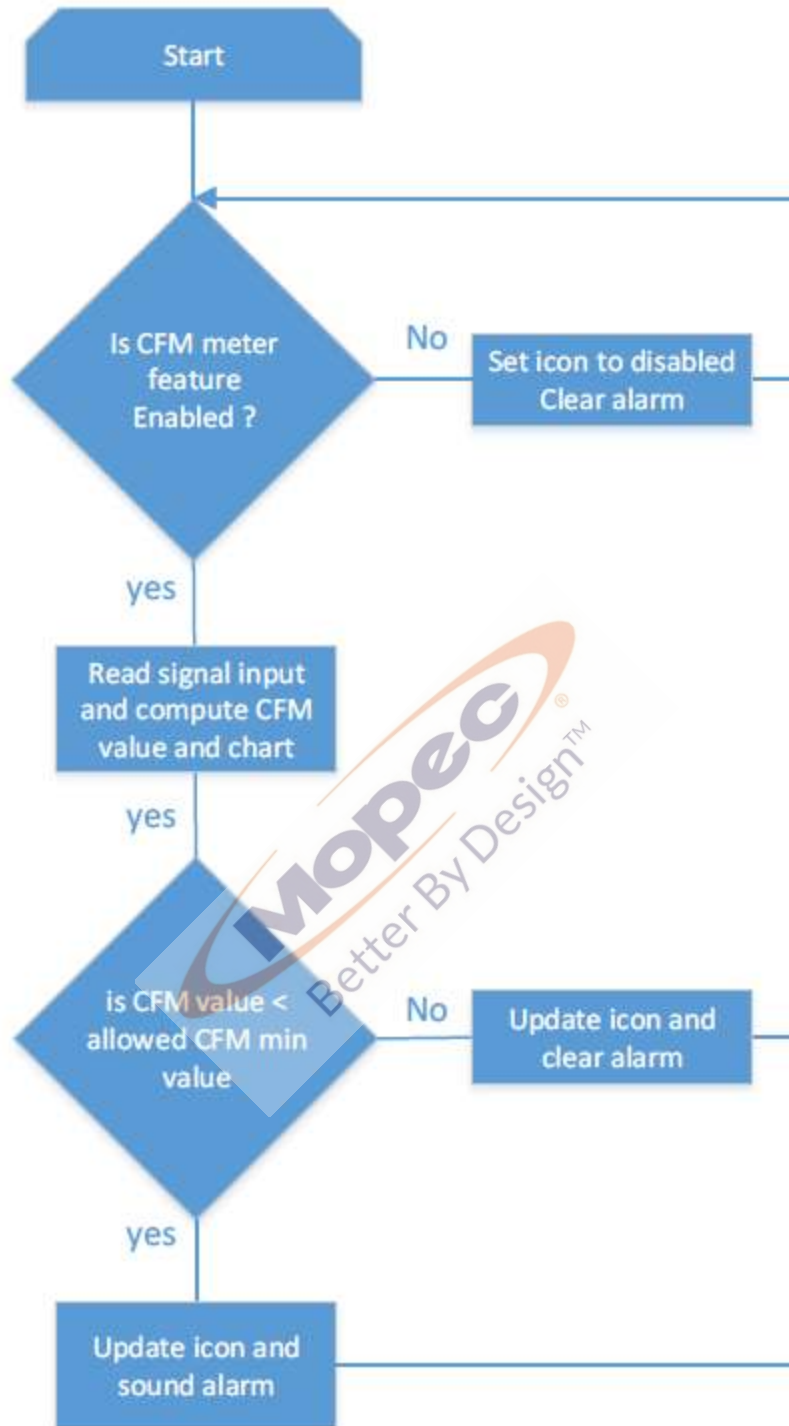 Start
Is CFM meter
feature
Enabled ?
No
Set icon to disabled
Clear alarm
yes
Read signal input
and compute CFM
value and chart
yes
Mopec®
Better By Design™
is CFM value <
allowed CFM min
value
No
Update icon and
clear alarm
yes
Update icon and
sound alarm